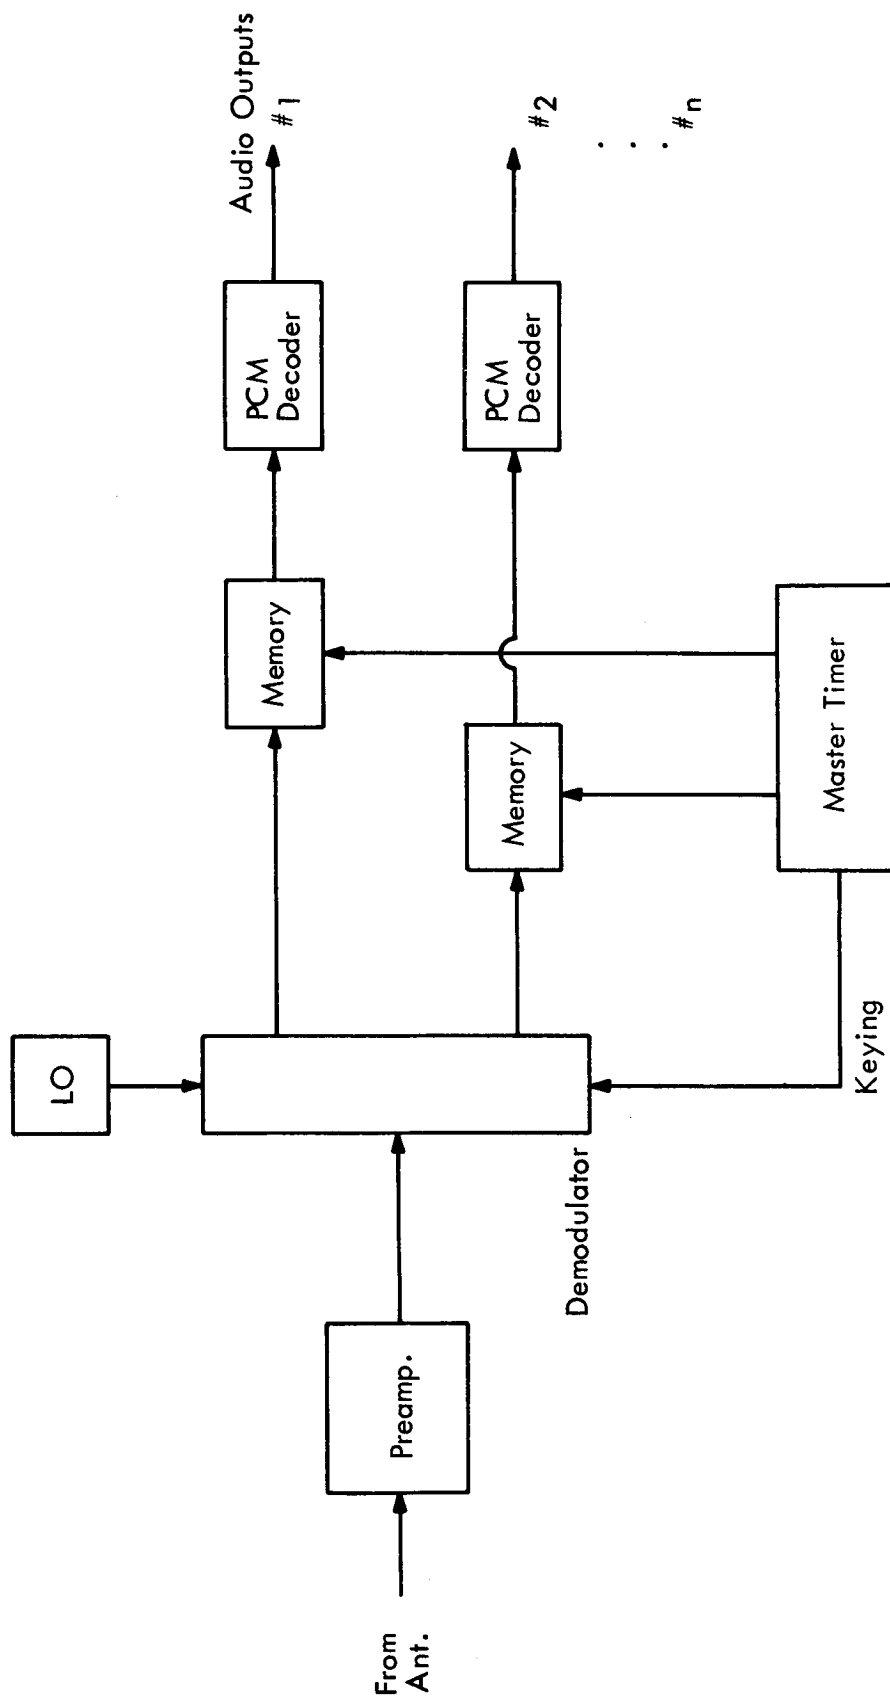 LO
Audio Outputs
#1
Memory
PCM
Decoder
From
Ant.
Preamp.
Demodulator
Memory
PCM
Decoder
#2
. . .
#n
Keying
Master Timer